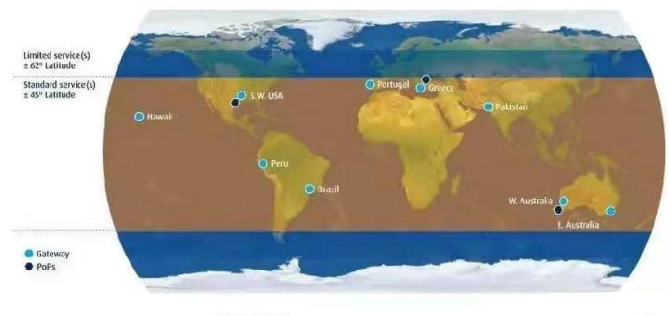 Limited service(s)
± 62° Latitude
Standard service(s)
± 45° Latitude
Portugal
Greece
S.W. USA
Pakistan
Hawaii
Peru
Brazil
W. Australia
E. Australia
Gateway
PoPs